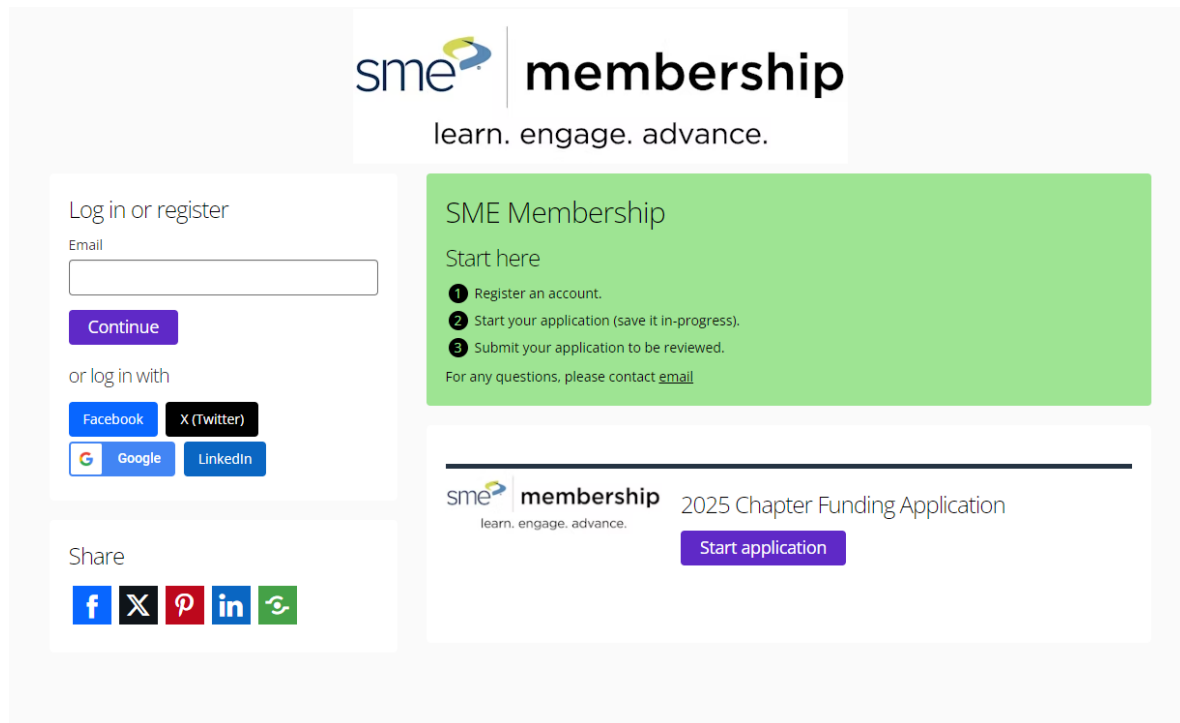 sme membership
learn. engage. advance.
Log in or register
Email
Continue
or log in with
Facebook
X (Twitter)
G Google
LinkedIn
Share
SME Membership
Start here
1 Register an account.
2 Start your application (save it in-progress).
3 Submit your application to be reviewed.
For any questions, please contact email
sme membership
learn. engage. advance.
2025 Chapter Funding Application
Start application